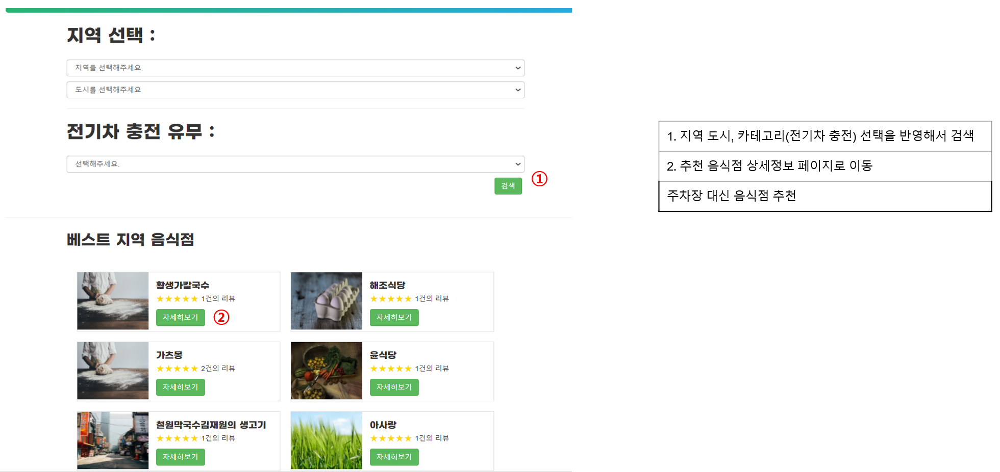 지역 선택 :
지역을 선택해주세요.
도시를 선택해주세요
전기차 충전 유무 :
선택해주세요.
검색
①
베스트 지역 음식점
황생가칼국수
★★★★★ 1건의 리뷰
자세히보기
②
해조식당
★★★★★ 1건의 리뷰
자세히보기
가츠몽
★★★★★ 2건의 리뷰
자세히보기
윤식당
★★★★★ 1건의 리뷰
자세히보기
철원막국수김재원의 생고기
★★★★★ 1건의 리뷰
자세히보기
아사랑
★★★★★ 1건의 리뷰
자세히보기
1. 지역 도시, 카테고리(전기차 충전) 선택을 반영해서 검색
2. 추천 음식점 상세정보 페이지로 이동
주차장 대신 음식점 추천